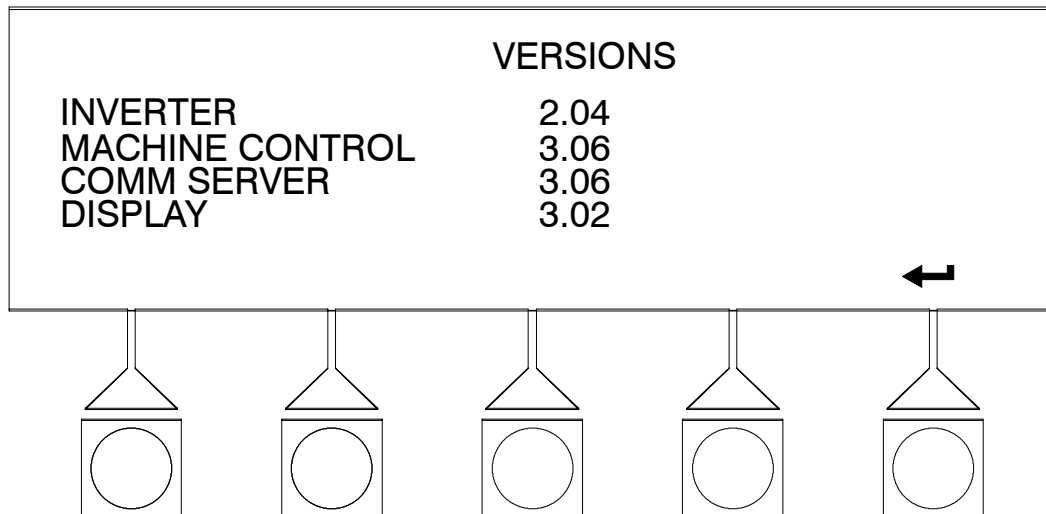 VERSIONS
INVERTER 2.04
MACHINE CONTROL 3.06
COMM SERVER 3.06
DISPLAY 3.02